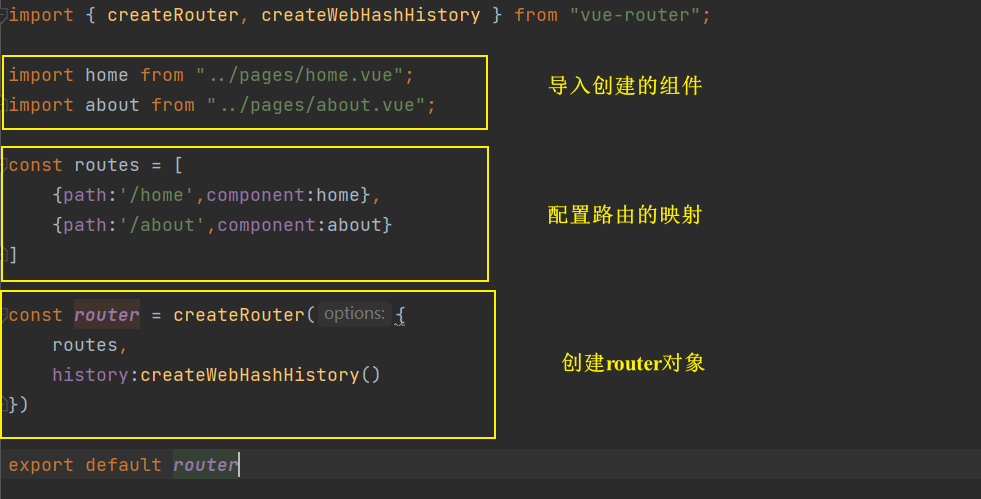 import { createRouter, createWebHashHistory } from "vue-router";
import home from "../pages/home.vue";
导入创建的组件
import about from "../pages/about.vue";
const routes = [
{path:'/home',component:home},
配置路由的映射
{path:'/about',component:about}
]
const router = createRouter( options: {
routes,
创建router对象
history:createWebHashHistory()
})
export default router